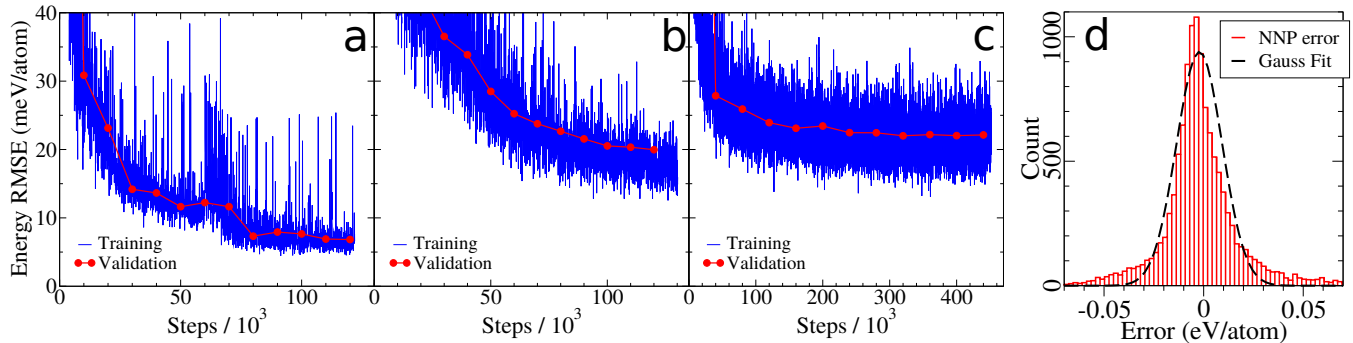 Energy RMSE (meV/atom)
40
30
20
10
0
a
Training
Validation
0
50
100
Steps / 10³
b
Training
Validation
0
50
100
Steps / 10³
c
Training
Validation
0
100
200
300
400
Steps / 10³
d
NNP error
Gauss Fit
Count
1000
500
0
-0.05
0
0.05
Error (eV/atom)